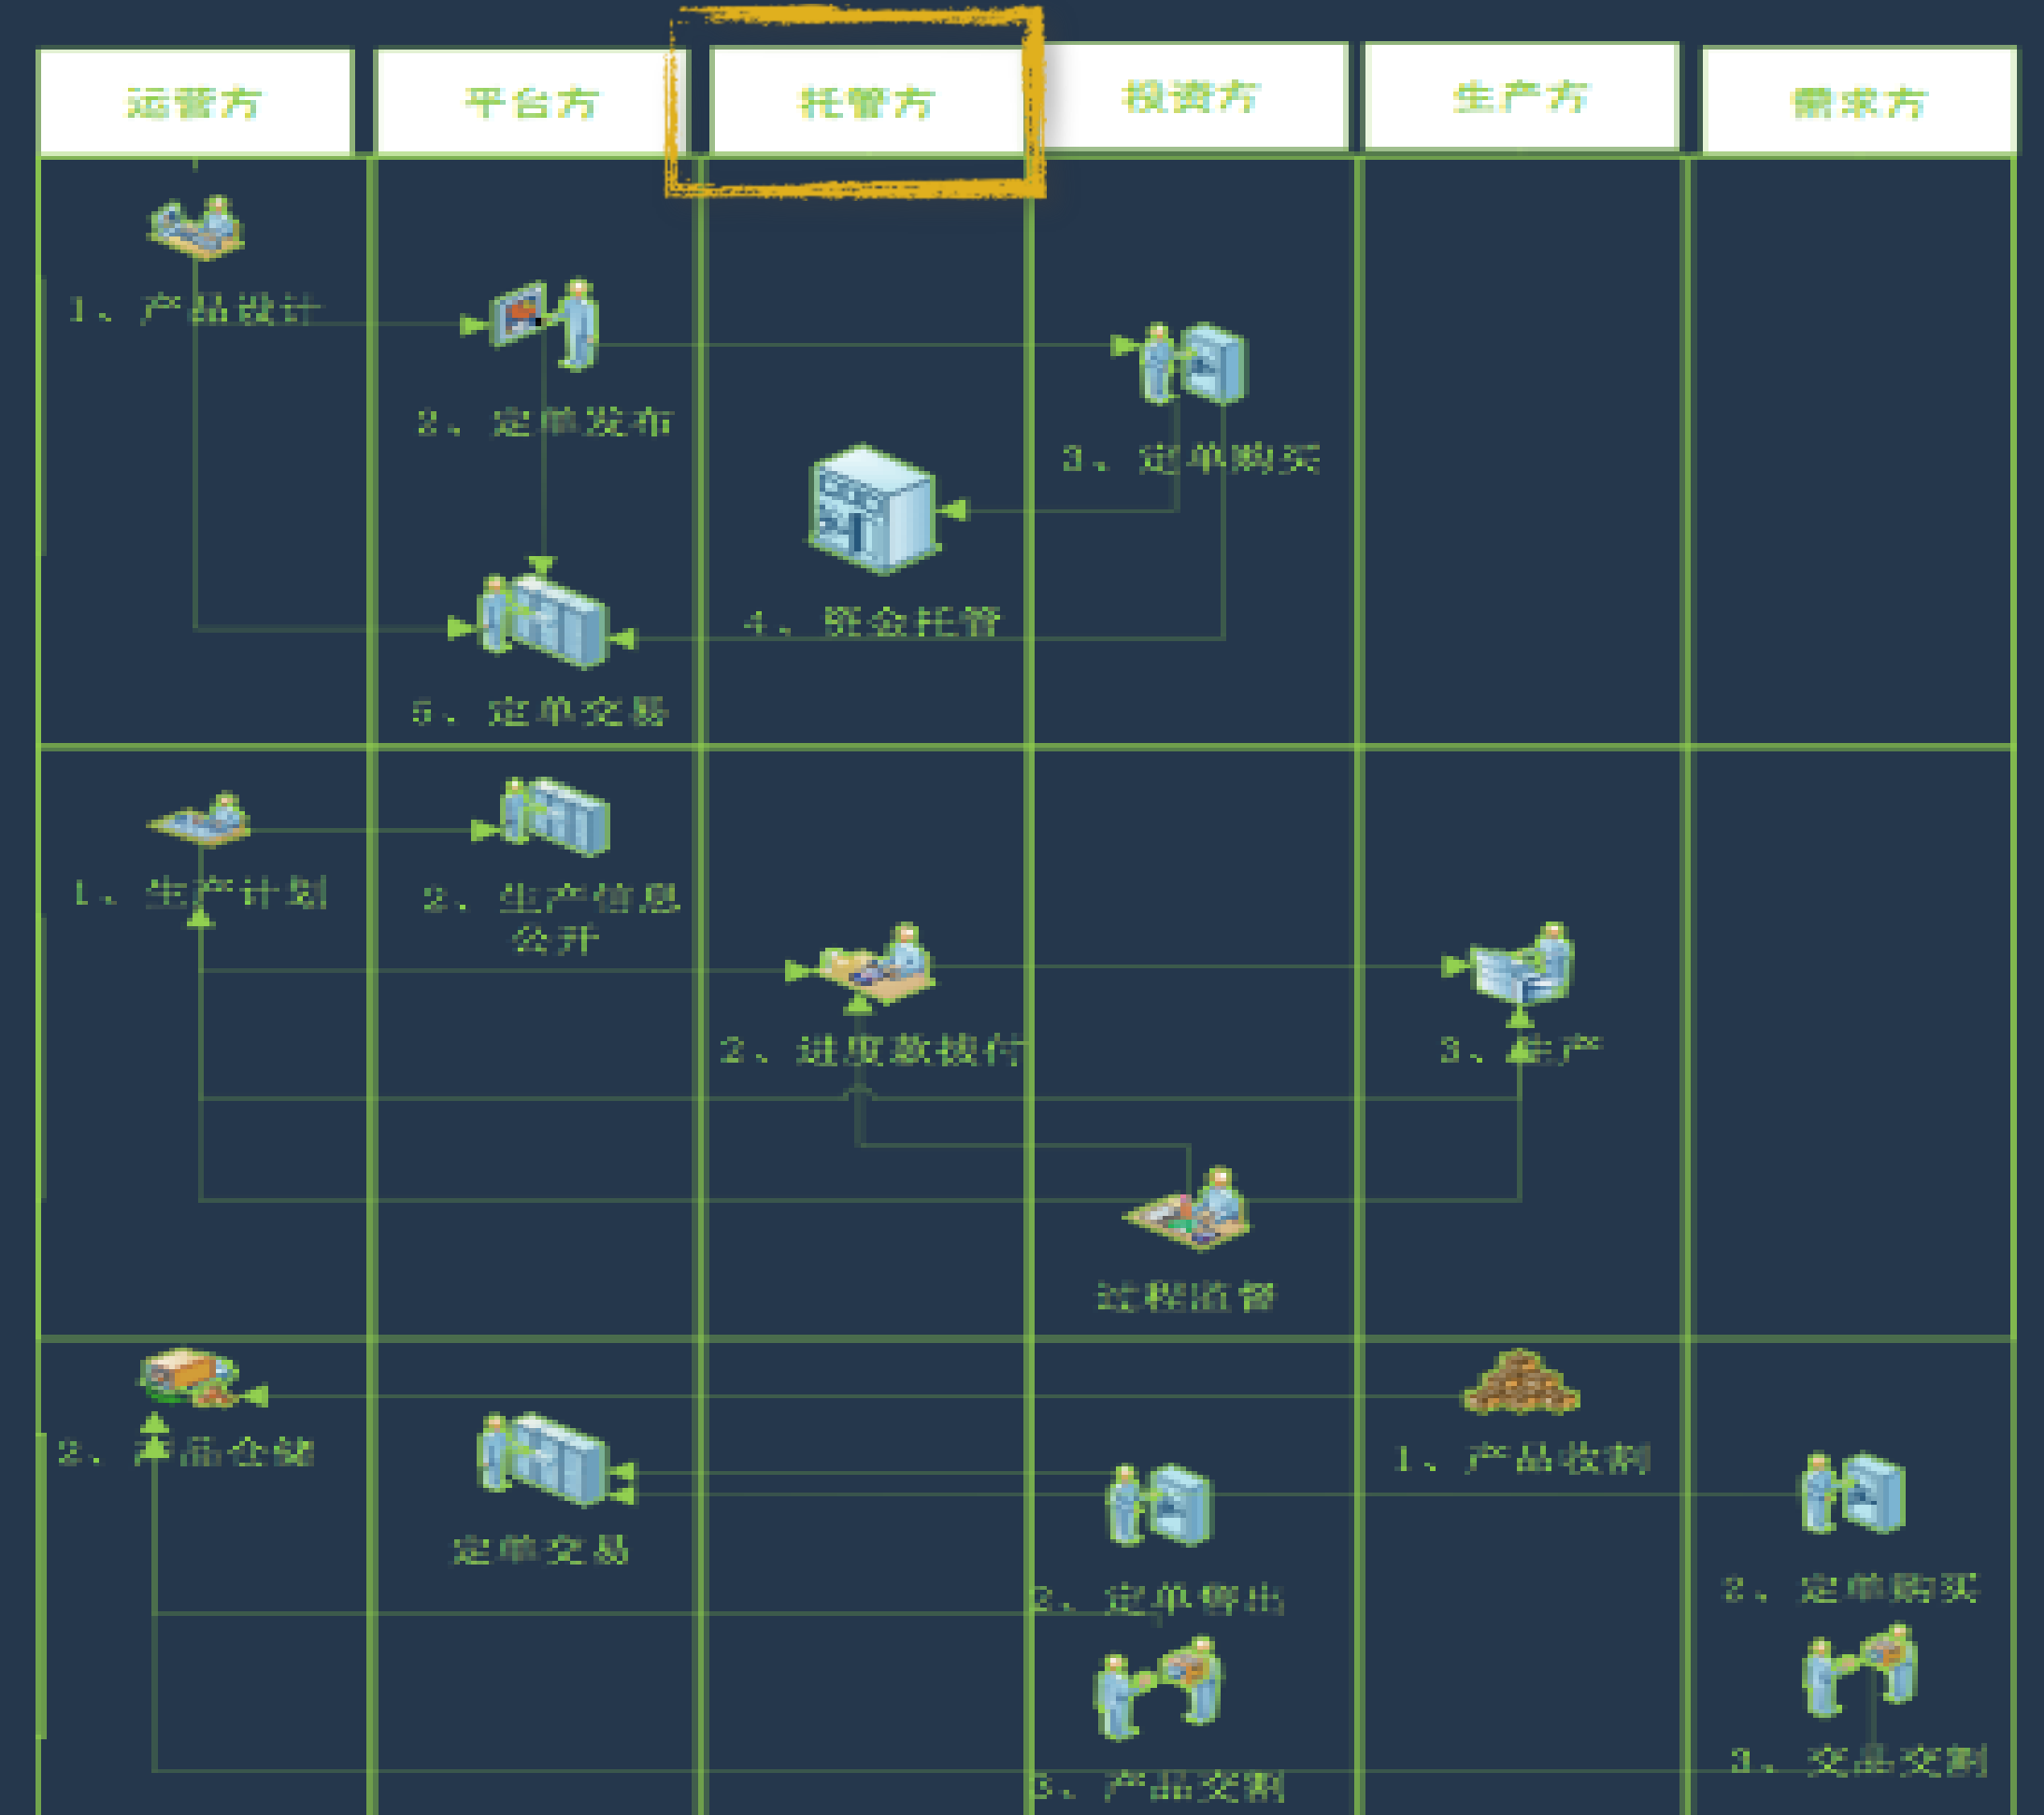 运营方
平台方
托管方
投资方
生产方
需求方
1、产品设计
2、定单发布
3、定单购买
4、资金托管
5、定单交易
1、生产计划
2、生产信息
公开
2、进度款拨付
3、生产
过程监督
2、产品仓储
1、产品收割
定单交易
2、定单售出
2、定单购买
3、产品交割
3、交品交割